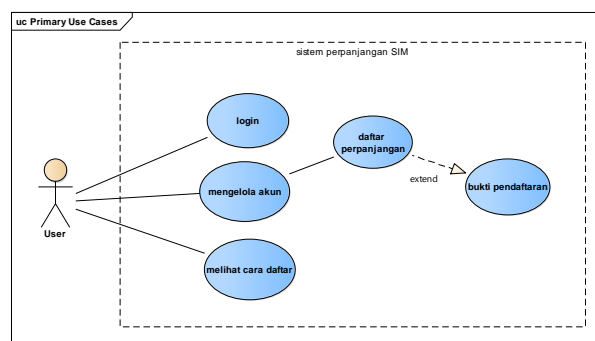 uc Primary Use Cases
sistem perpanjangan SIM
login
daftar
perpanjangan
extend
bukti pendaftaran
mengelola akun
User
melihat cara daftar